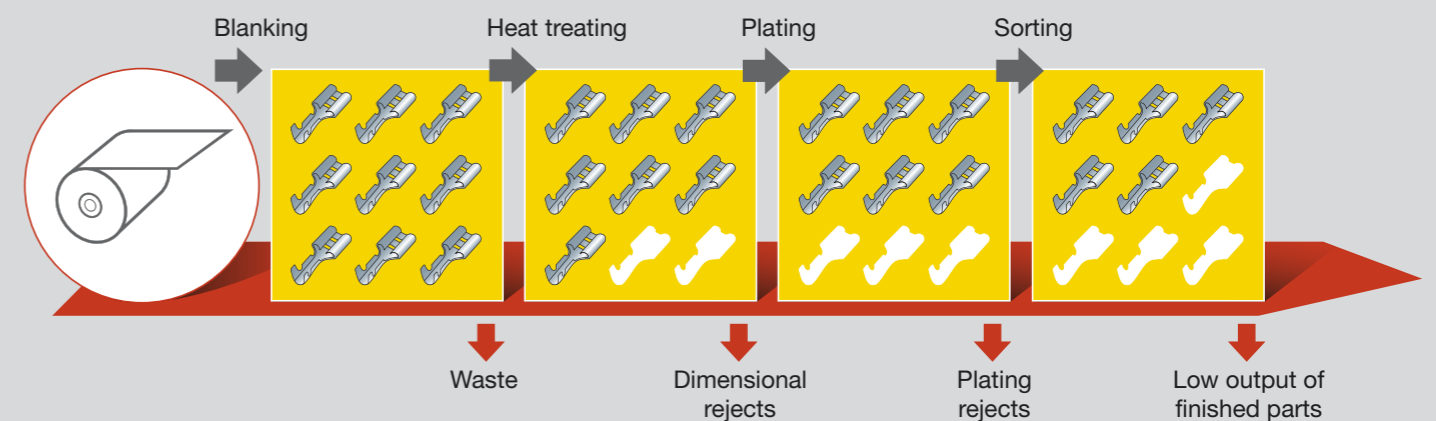 Blanking
Heat treating
Plating
Sorting
Waste
Dimensional
rejects
Plating
rejects
Low output of
finished parts